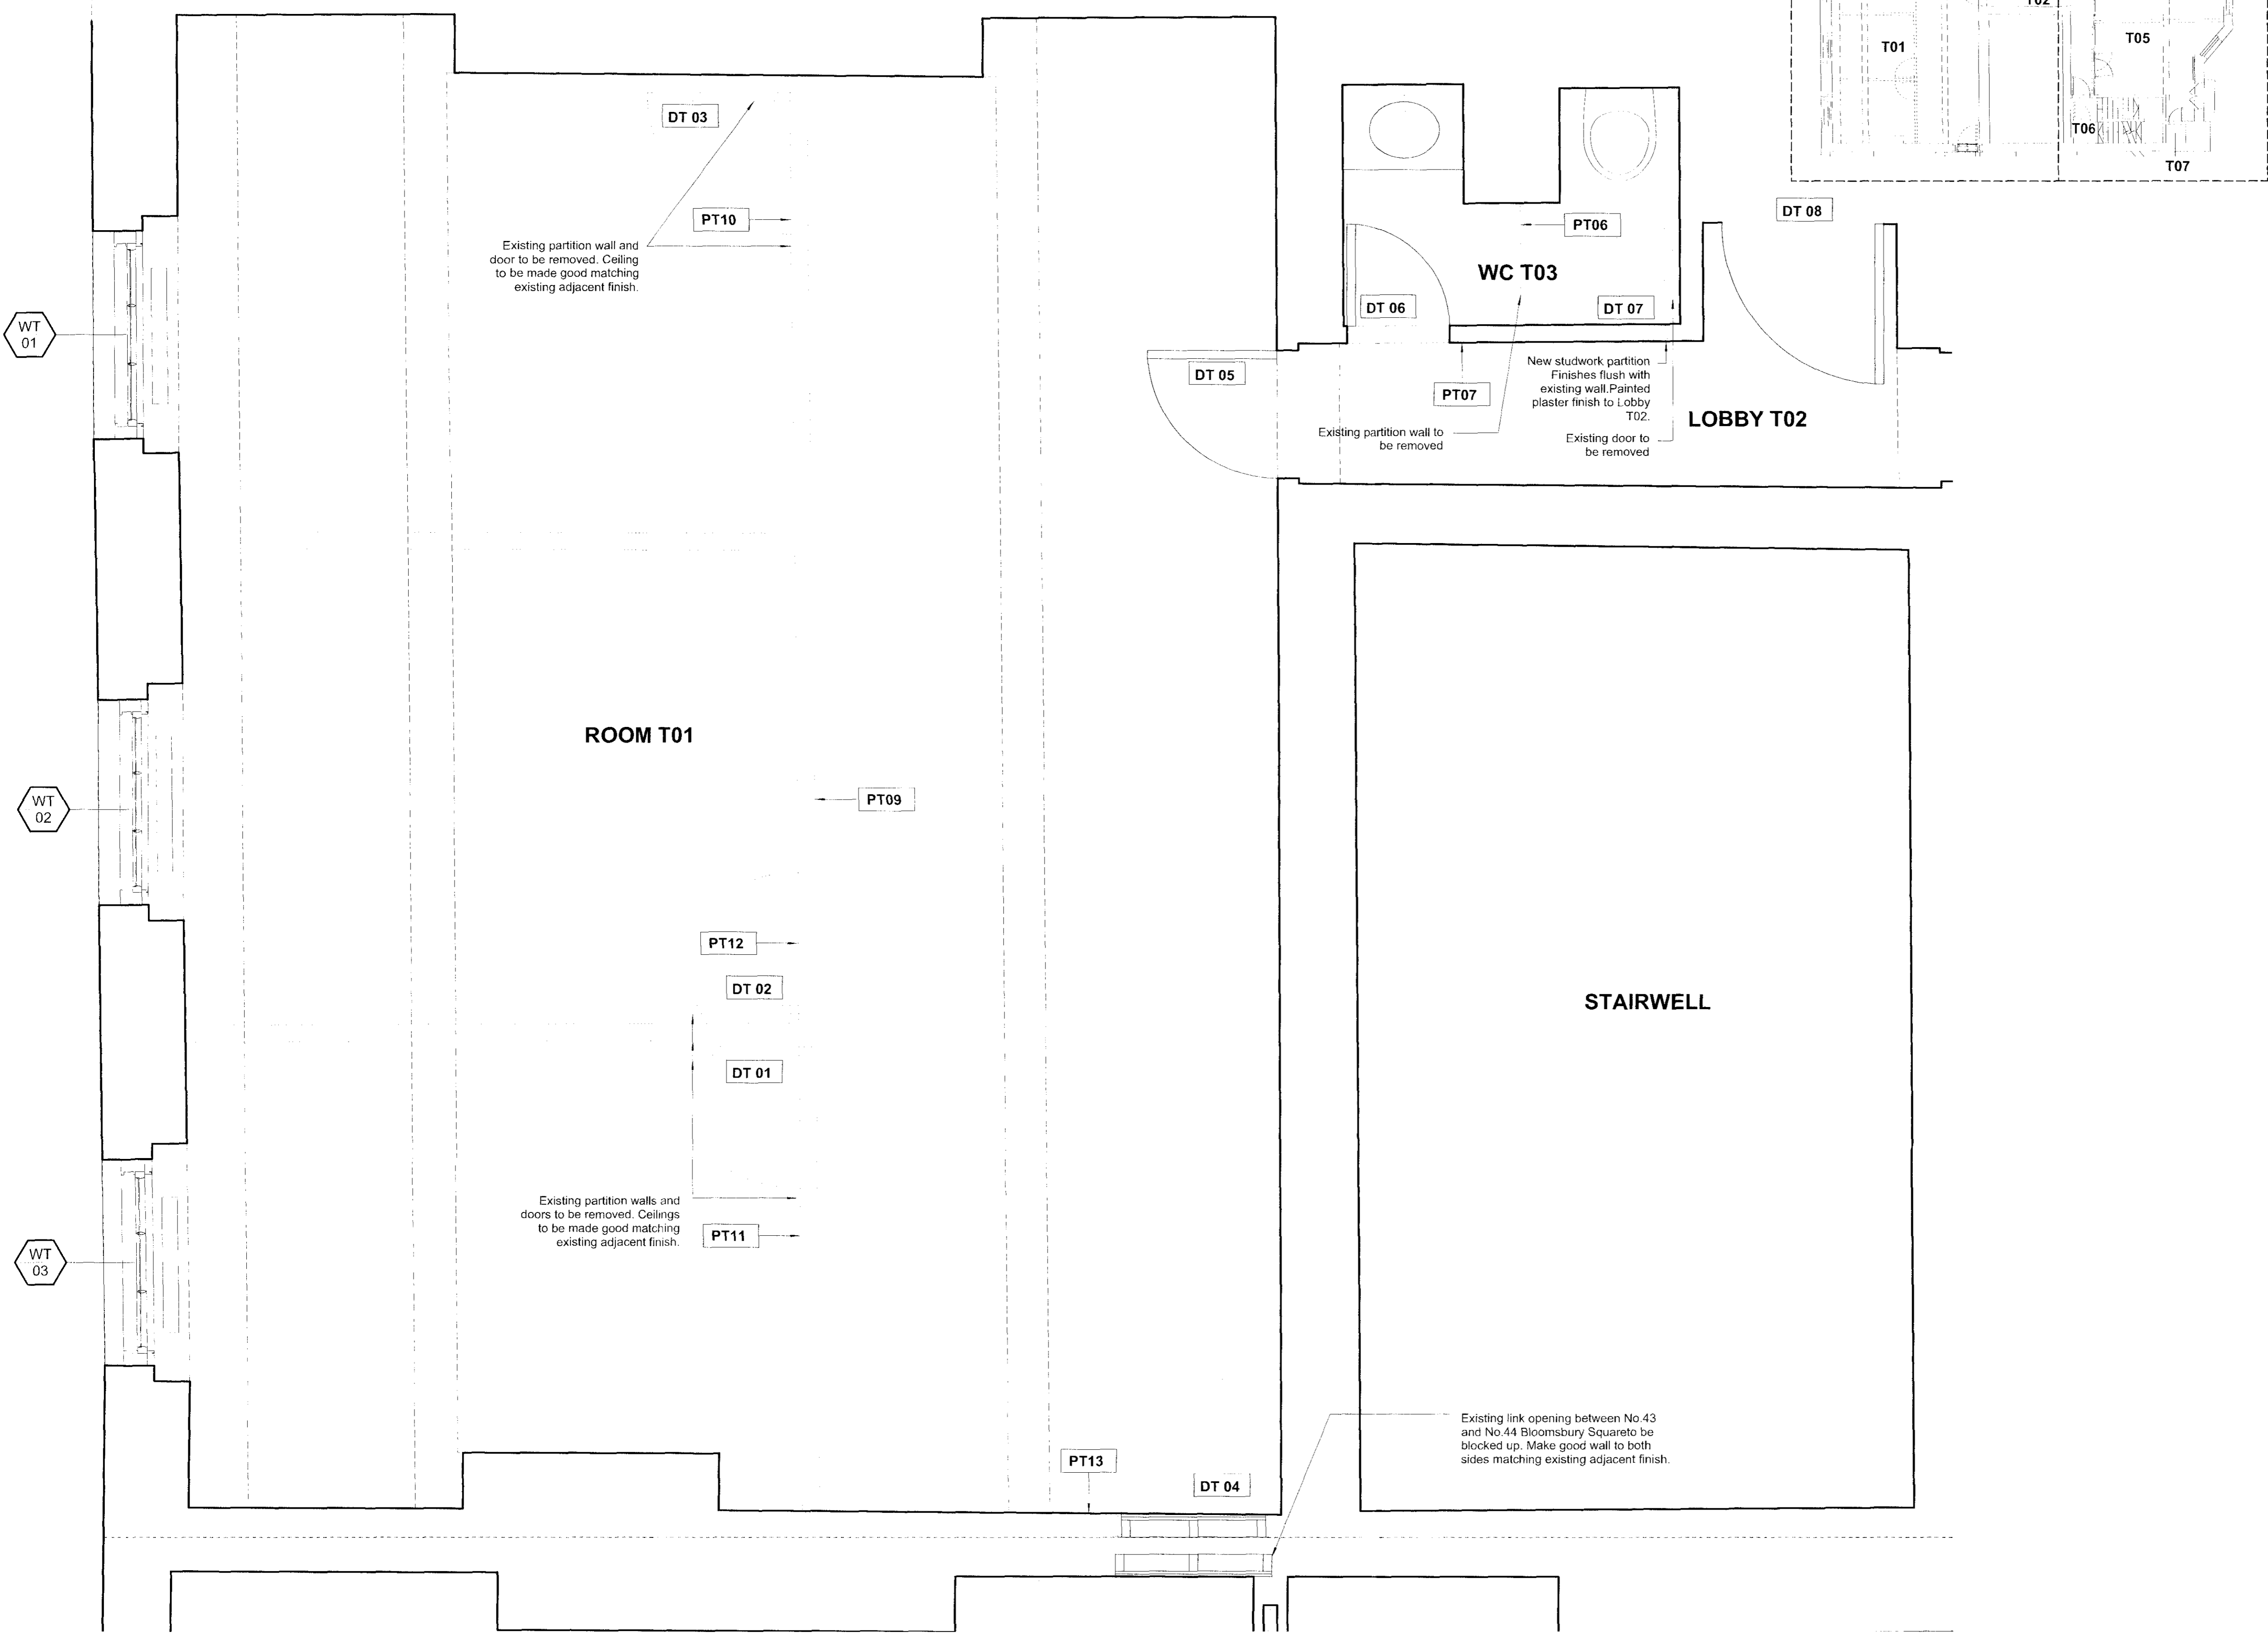 T02
T01
T05
T06
T07
DT 03
PT10
Existing partition wall and
door to be removed. Ceiling
to be made good matching
existing adjacent finish.
WT
01
PT06
WC T03
DT 06
DT 07
DT 08
DT 05
PT07
New studwork partition
Finishes flush with
existing wall.Painted
plaster finish to Lobby
T02.
LOBBY T02
Existing partition wall to
be removed
Existing door to
be removed
ROOM T01
WT
02
PT09
PT12
DT 02
STAIRWELL
DT 01
Existing partition walls and
doors to be removed. Ceilings
to be made good matching
existing adjacent finish.
PT11
WT
03
Existing link opening between No.43
and No.44 Bloomsbury Squareto be
blocked up. Make good wall to both
sides matching existing adjacent finish.
PT13
DT 04